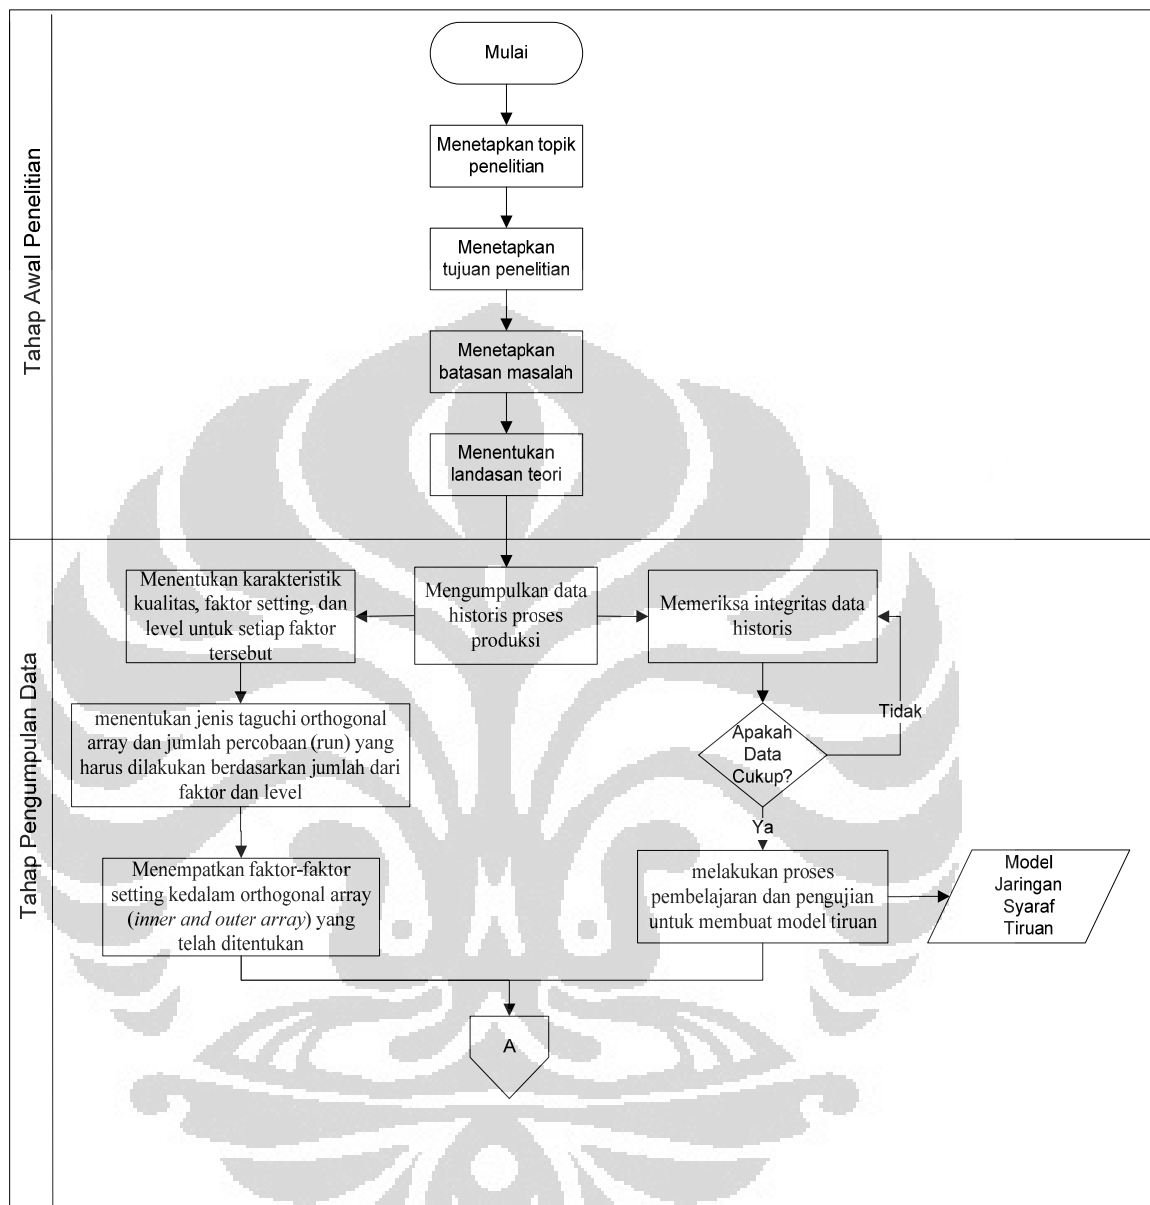 Tahap Awal Penelitian
Mulai
Menetapkan topik
penelitian
Menetapkan
tujuan penelitian
Menetapkan
batasan masalah
Menentukan
landasan teori
Tahap Pengumpulan Data
Mengumpulkan data
historis proses
produksi
Menentukan karakteristik
kualitas, faktor setting, dan
level untuk setiap faktor
tersebut
menentukan jenis taguchi orthogonal
array dan jumlah percobaan (run) yang
harus dilakukan berdasarkan jumlah dari
faktor dan level
Menempatkan faktor-faktor
setting kedalam orthogonal array
(inner and outer array) yang
telah ditentukan
Memeriksa integritas data
historis
Tidak
Apakah
Data
Cukup?
Ya
melakukan proses
pembelajaran dan pengujian
untuk membuat model tiruan
Model
Jaringan
Syaraf
Tiruan
A